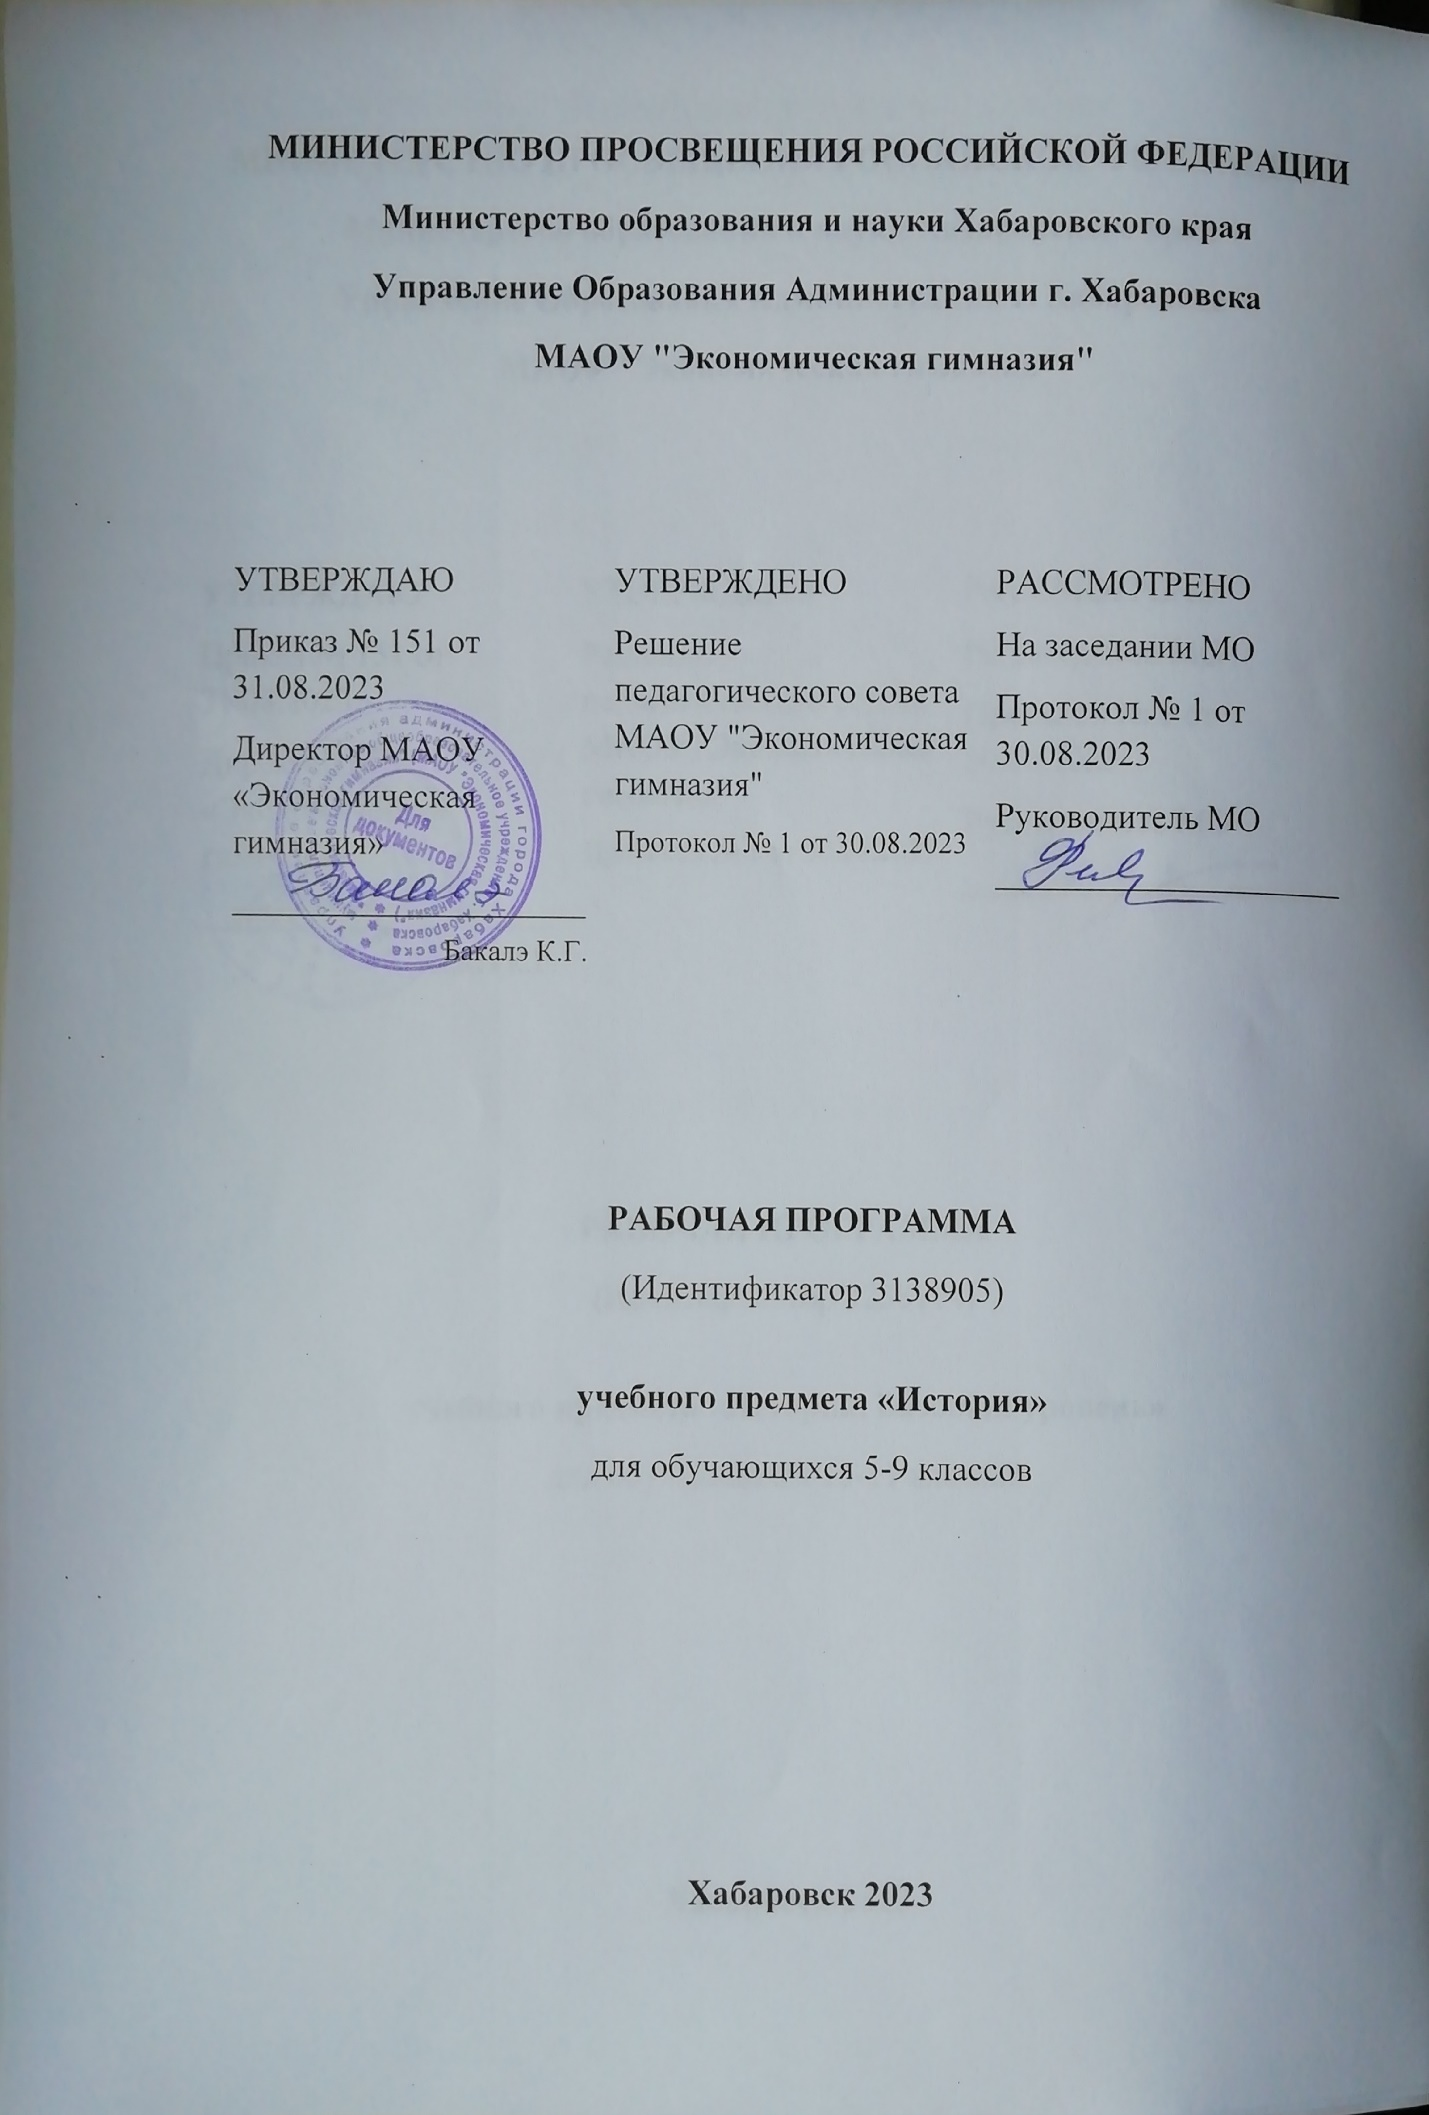 МИНИСТЕРСТВО ПРОСВЕЩЕНИЯ РОССИЙСКОЙ ФЕДЕРАЦИИ
Министерство образования и науки Хабаровского края
Управление Образования Администрации г. Хабаровска
МАОУ "Экономическая гимназия"
УТВЕРЖДАЮ
Приказ № 151 от
31.08.2023
Директор МАОУ
«Экономическая
гимназия»
Бакалэ К.Г.
Для
документов
УТВЕРЖДЕНО
Решение
педагогического совета
МАОУ "Экономическая
гимназия"
Протокол № 1 от 30.08.2023
РАССМОТРЕНО
На заседании МО
Протокол № 1 от
30.08.2023
Руководитель МО
РАБОЧАЯ ПРОГРАММА
(Идентификатор 3138905)
учебного предмета «История»
для обучающихся 5-9 классов
Хабаровск 2023